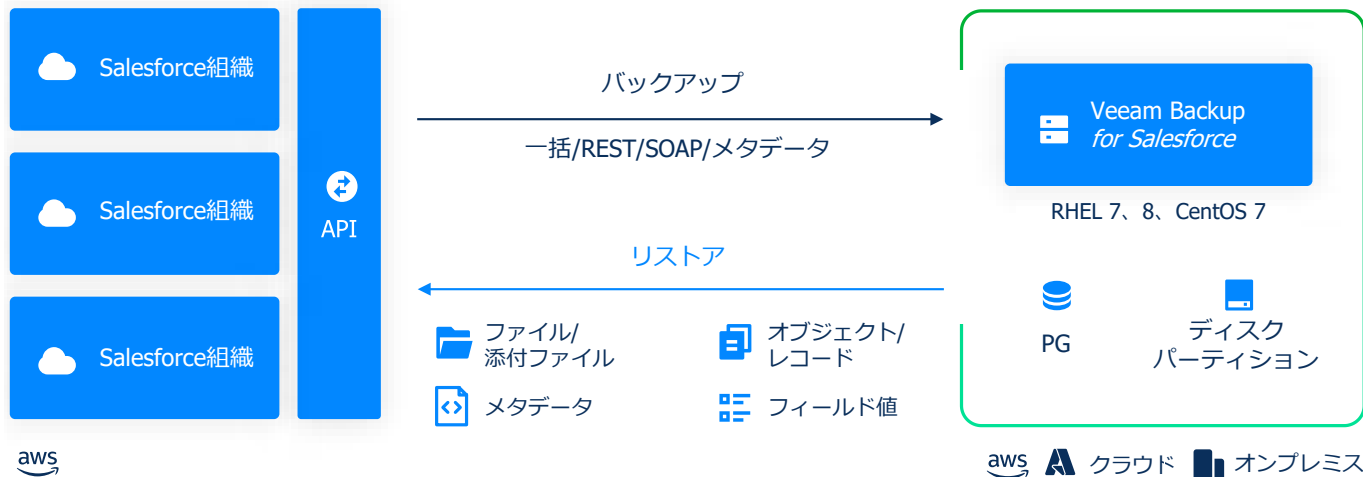 Salesforce組織
Salesforce組織
Salesforce組織
API
バックアップ
一括/REST/SOAP/メタデータ
リストア
ファイル/
添付ファイル
オブジェクト/
レコード
メタデータ
フィールド値
Veeam Backup
for Salesforce
RHEL 7、8、CentOS 7
PG
ディスク
パーティション
aws
aws
クラウド
オンプレミス